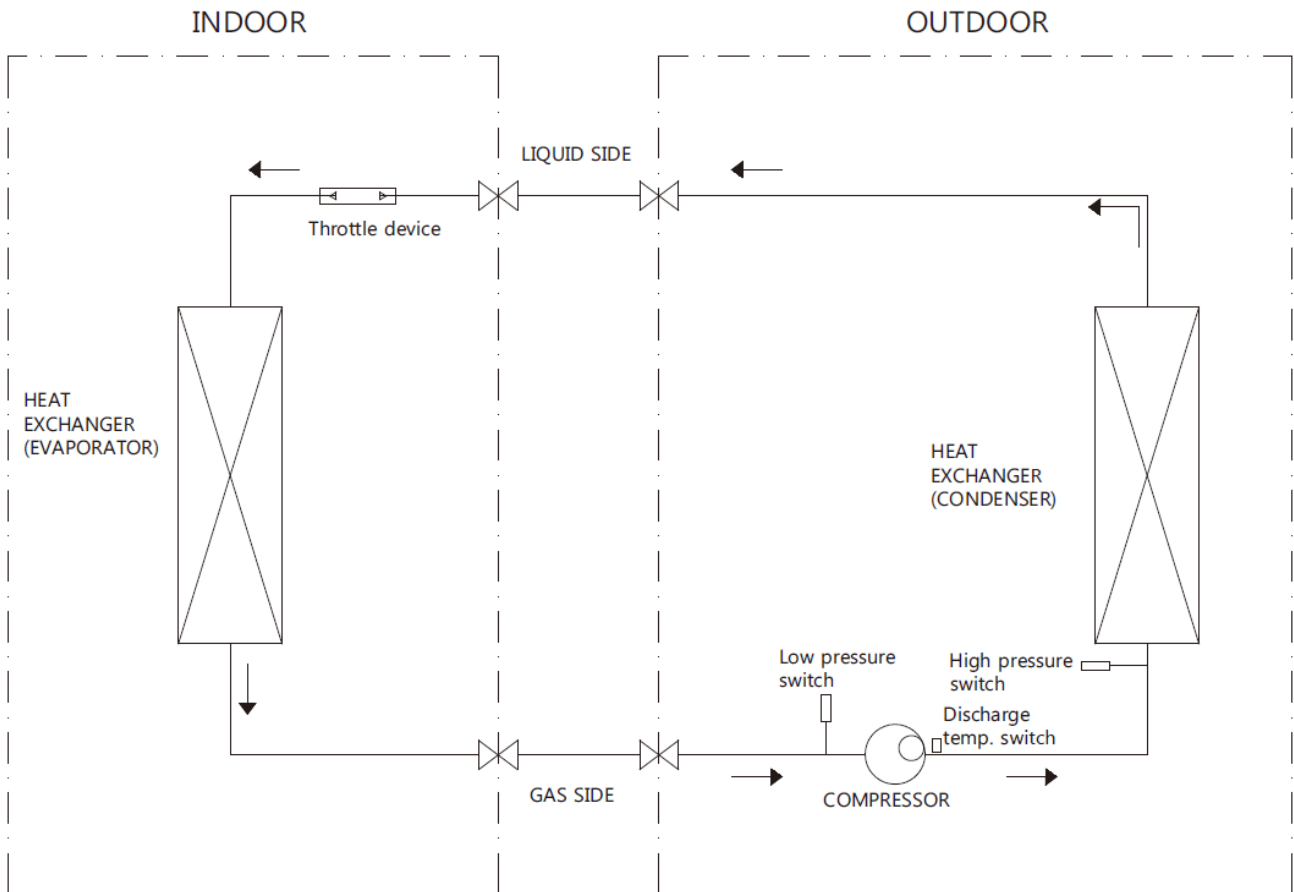 INDOOR
OUTDOOR
LIQUID SIDE
Throttle device
HEAT
EXCHANGER
(EVAPORATOR)
HEAT
EXCHANGER
(CONDENSER)
Low pressure
switch
High pressure
switch
Discharge
temp. switch
GAS SIDE
COMPRESSOR